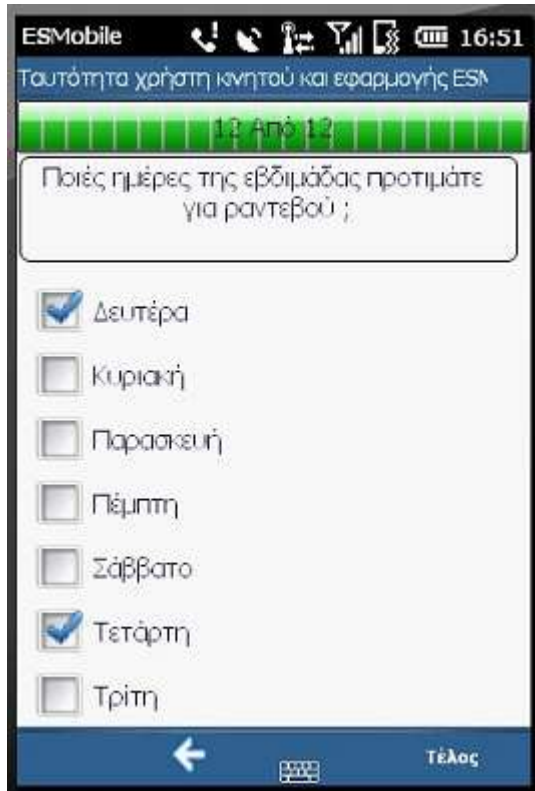 ESMobile 16:51
Ταυτότητα χρήστη κινητού και εφαρμογής ESM
12 Από 12
Ποιές ημέρες της εβδιμάδας προτιμάτε
για ραντεβού ;
Δευτέρα
Κυριακή
Παρασκευή
Πέμπτη
Σάββατο
Τετάρτη
Τρίτη
Τέλος